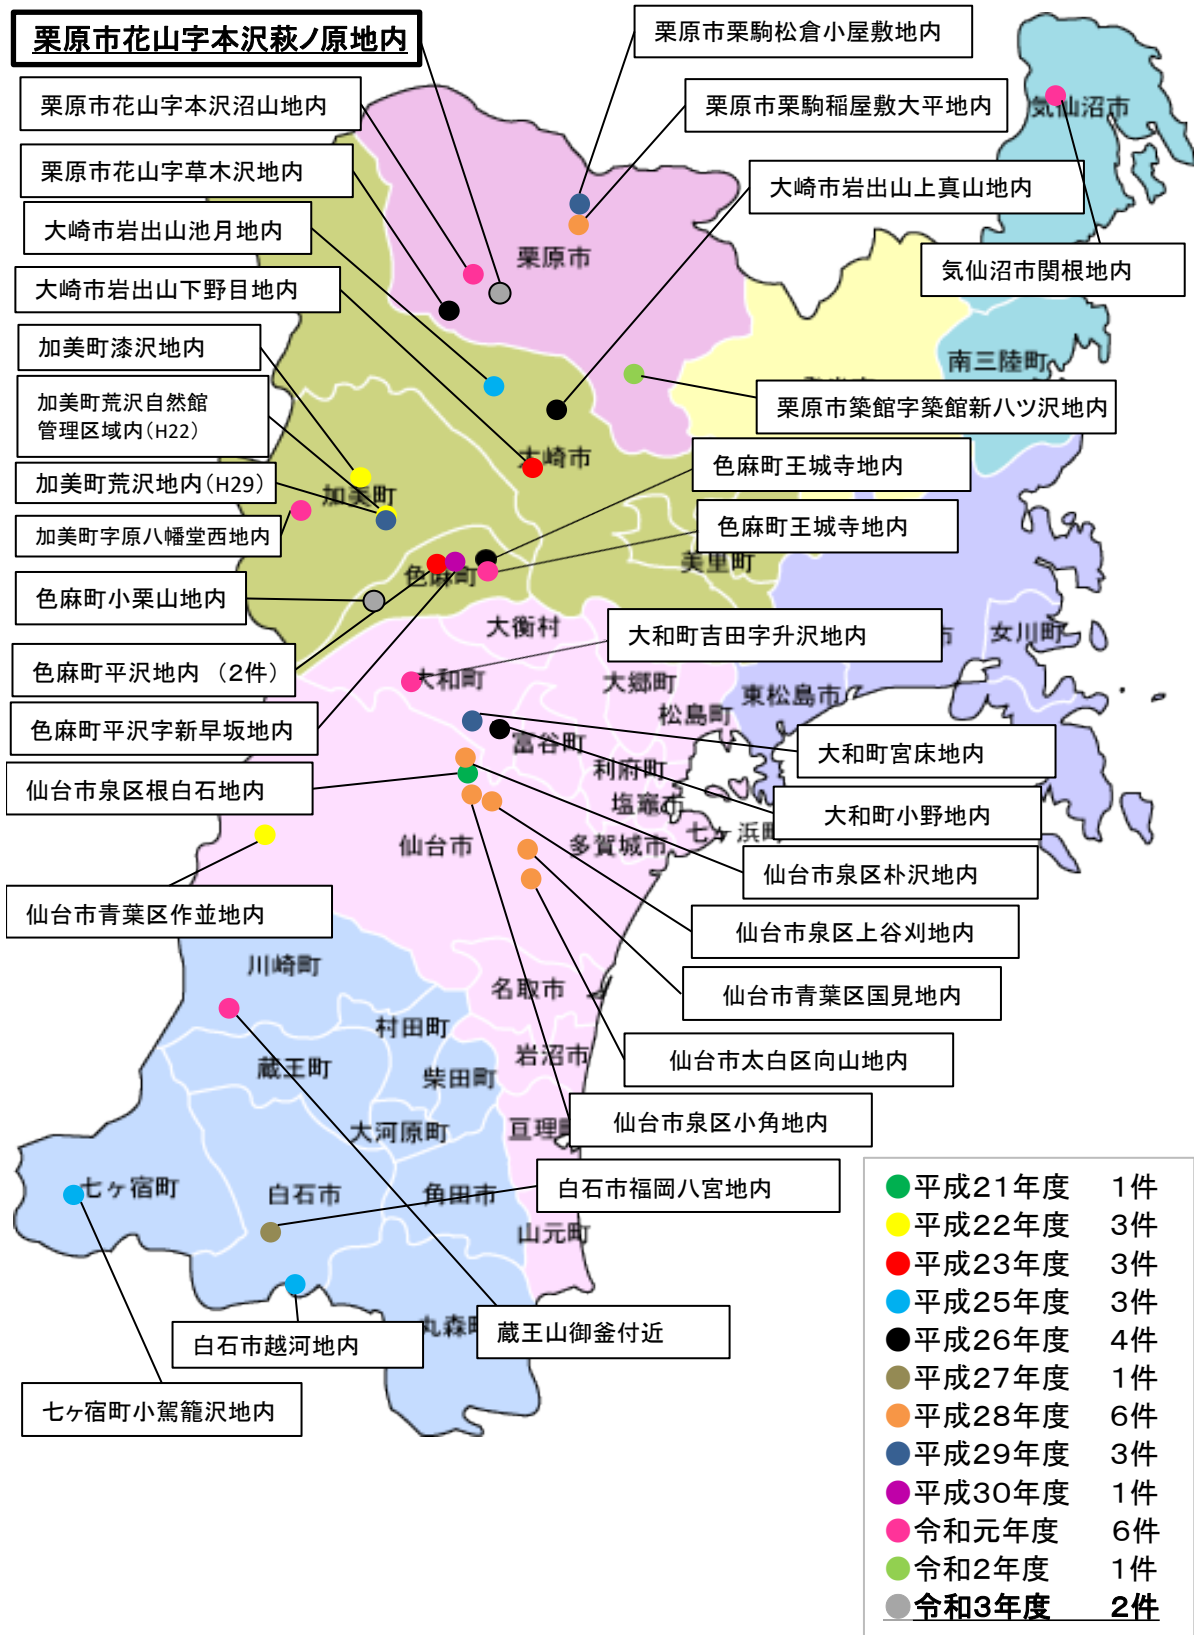 栗原市花山字本沢萩ノ原地内
栗原市栗駒松倉小屋敷地内
栗原市花山字本沢沼山地内
栗原市栗駒稲屋敷大平地内
気仙沼市
栗原市花山字草木沢地内
大崎市岩出山上真山地内
大崎市岩出山池月地内
栗原市
気仙沼市関根地内
大崎市岩出山下野目地内
加美町漆沢地内
南三陸町
加美町荒沢自然館
管理区域内(H22)
栗原市築館字築館新八ツ沢地内
大崎市
色麻町王城寺地内
加美町荒沢地内(H29)
加美町
色麻町王城寺地内
加美町字原八幡堂西地内
美里町
色麻町
色麻町小栗山地内
大衡村
大和町吉田字升沢地内
市
女川町
色麻町平沢地内 (2件)
大和町
大郷町
東松島市
松島町
色麻町平沢字新早坂地内
富谷町
大和町宮床地内
利府町
仙台市泉区根白石地内
塩竈市
大和町小野地内
仙台市
多賀城市
七ヶ浜町
仙台市泉区朴沢地内
仙台市青葉区作並地内
仙台市泉区上谷刈地内
川崎町
名取市
仙台市青葉区国見地内
村田町
岩沼市
蔵王町
柴田町
仙台市太白区向山地内
大河原町
亘理
仙台市泉区小角地内
七ヶ宿町
白石市
角田市
白石市福岡八宮地内
山元町
丸森
蔵王山御釜付近
白石市越河地内
七ヶ宿町小駕籠沢地内
平成21年度 1件
平成22年度 3件
平成23年度 3件
平成25年度 3件
平成26年度 4件
平成27年度 1件
平成28年度 6件
平成29年度 3件
平成30年度 1件
令和元年度 6件
令和2年度 1件
令和3年度 2件